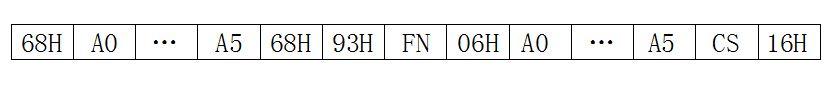 68H A0 … A5 68H 93H FN 06H A0 … A5 CS 16H